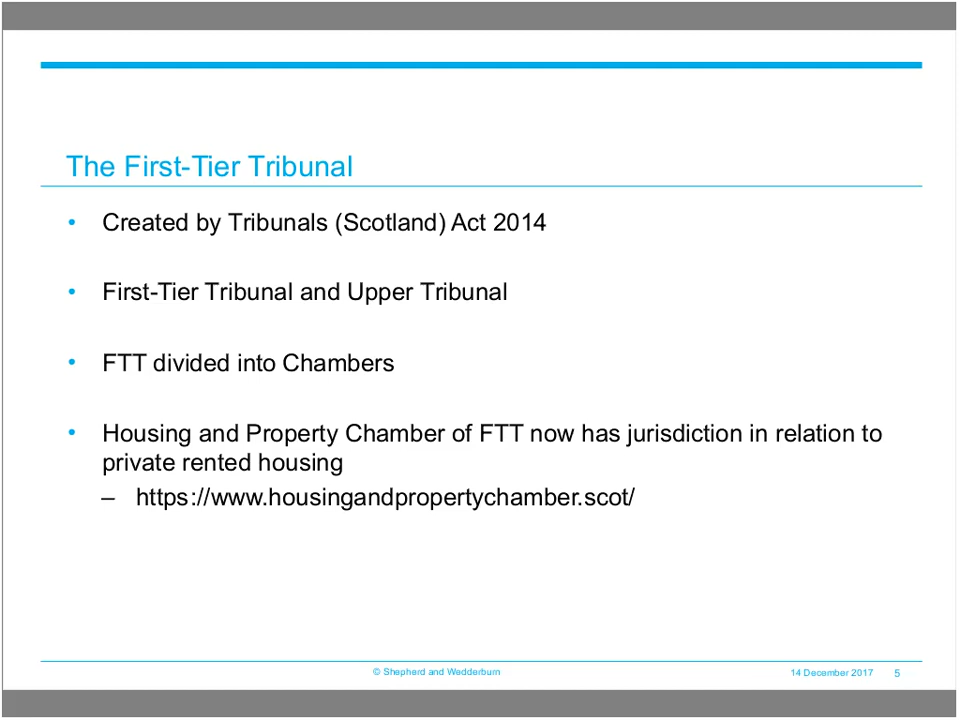 The First-Tier Tribunal
• Created by Tribunals (Scotland) Act 2014
• First-Tier Tribunal and Upper Tribunal
• FTT divided into Chambers
• Housing and Property Chamber of FTT now has jurisdiction in relation to
private rented housing
– https://www.housingandpropertychamber.scot/
© Shepherd and Wedderburn
14 December 2017 5